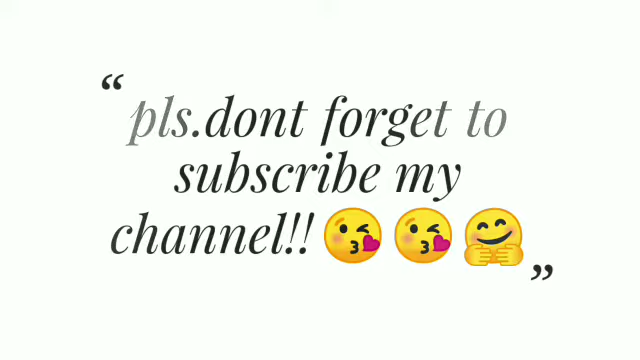 “pls.dont forget to
subscribe my
channel!! 😘 😘 🤗”